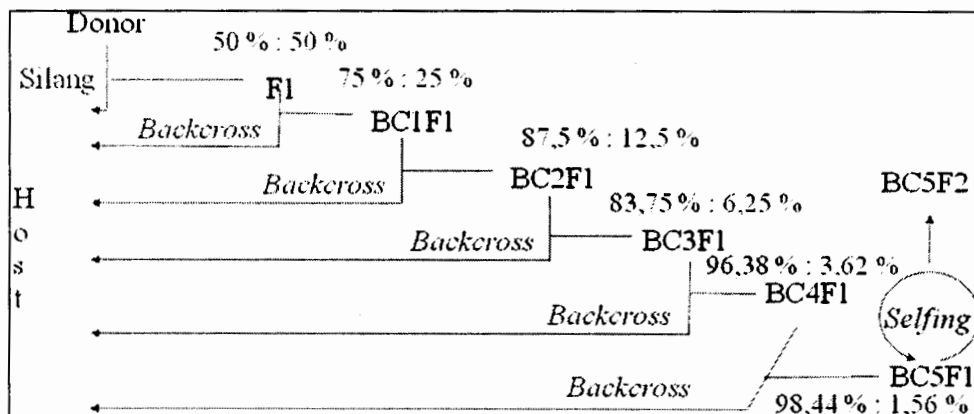 Donor
50 % : 50 %
Silang
F1
75 % : 25 %
Backcross
BC1F1
87,5 % : 12,5 %
Backcross
BC2F1
BC5F2
83,75 % : 6,25 %
Host
Backcross
BC3F1
96,38 % : 3,62 %
BC4F1
Backcross
Selfing
BC5F1
Backcross
98,44 % : 1,56 %